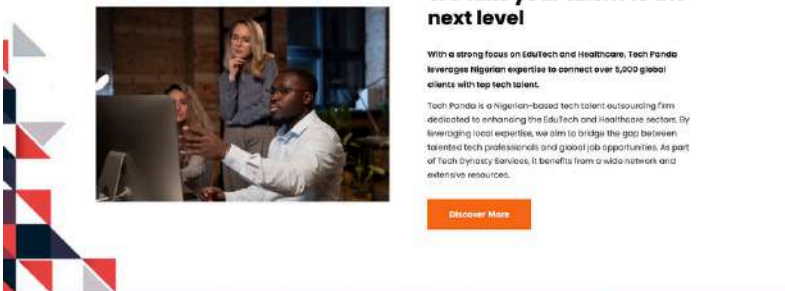 next level
With a strong focus on EduTech and Healthcare, Tech Panda
leverages Nigerian expertise to connect over 5,000 global
clients with top tech talent.
Tech Panda is a Nigerian-based tech talent outsourcing firm
dedicated to enhancing the EduTech and Healthcare sectors. By
leveraging local expertise, we aim to bridge the gap between
talented tech professionals and global job opportunities. As part
of Tech Dynasty Services, it benefits from a wide network and
extensive resources.
Discover More